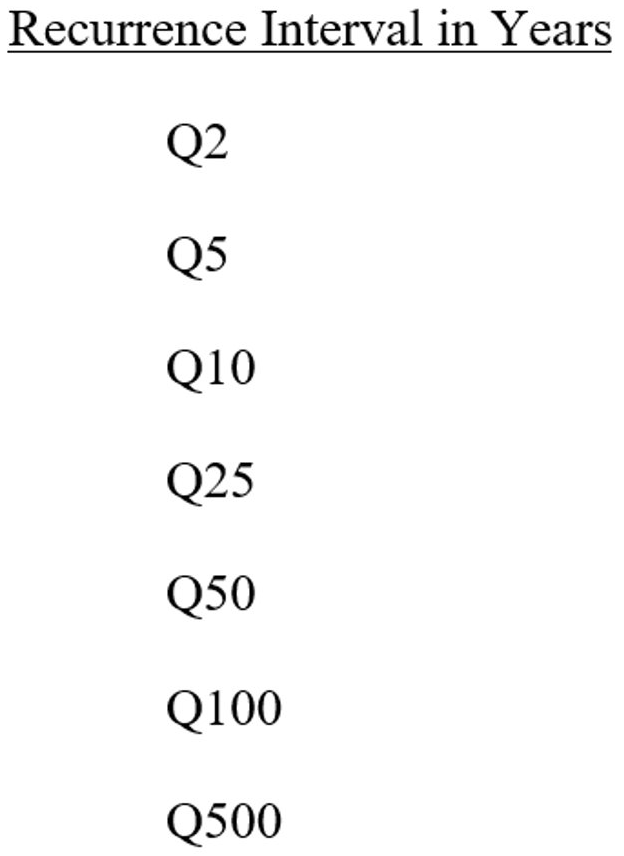 Recurrence Interval in Years
Q2
Q5
Q10
Q25
Q50
Q100
Q500